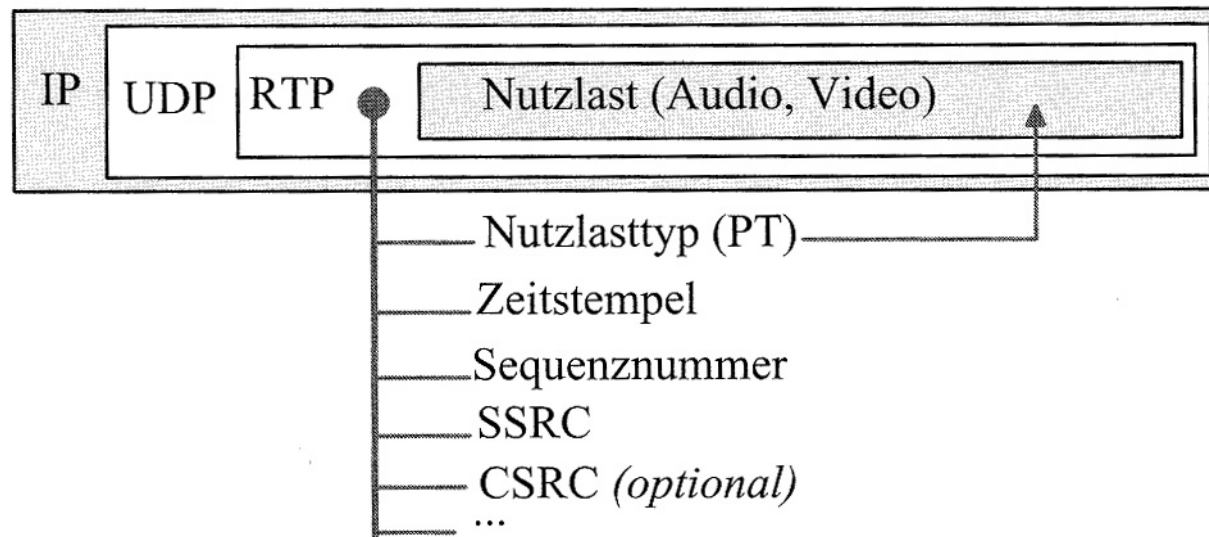 IP UDP RTP Nutzlast (Audio, Video)
Nutzlasttyp (PT)
Zeitstempel
Sequenznummer
SSRC
CSRC (optional)
...